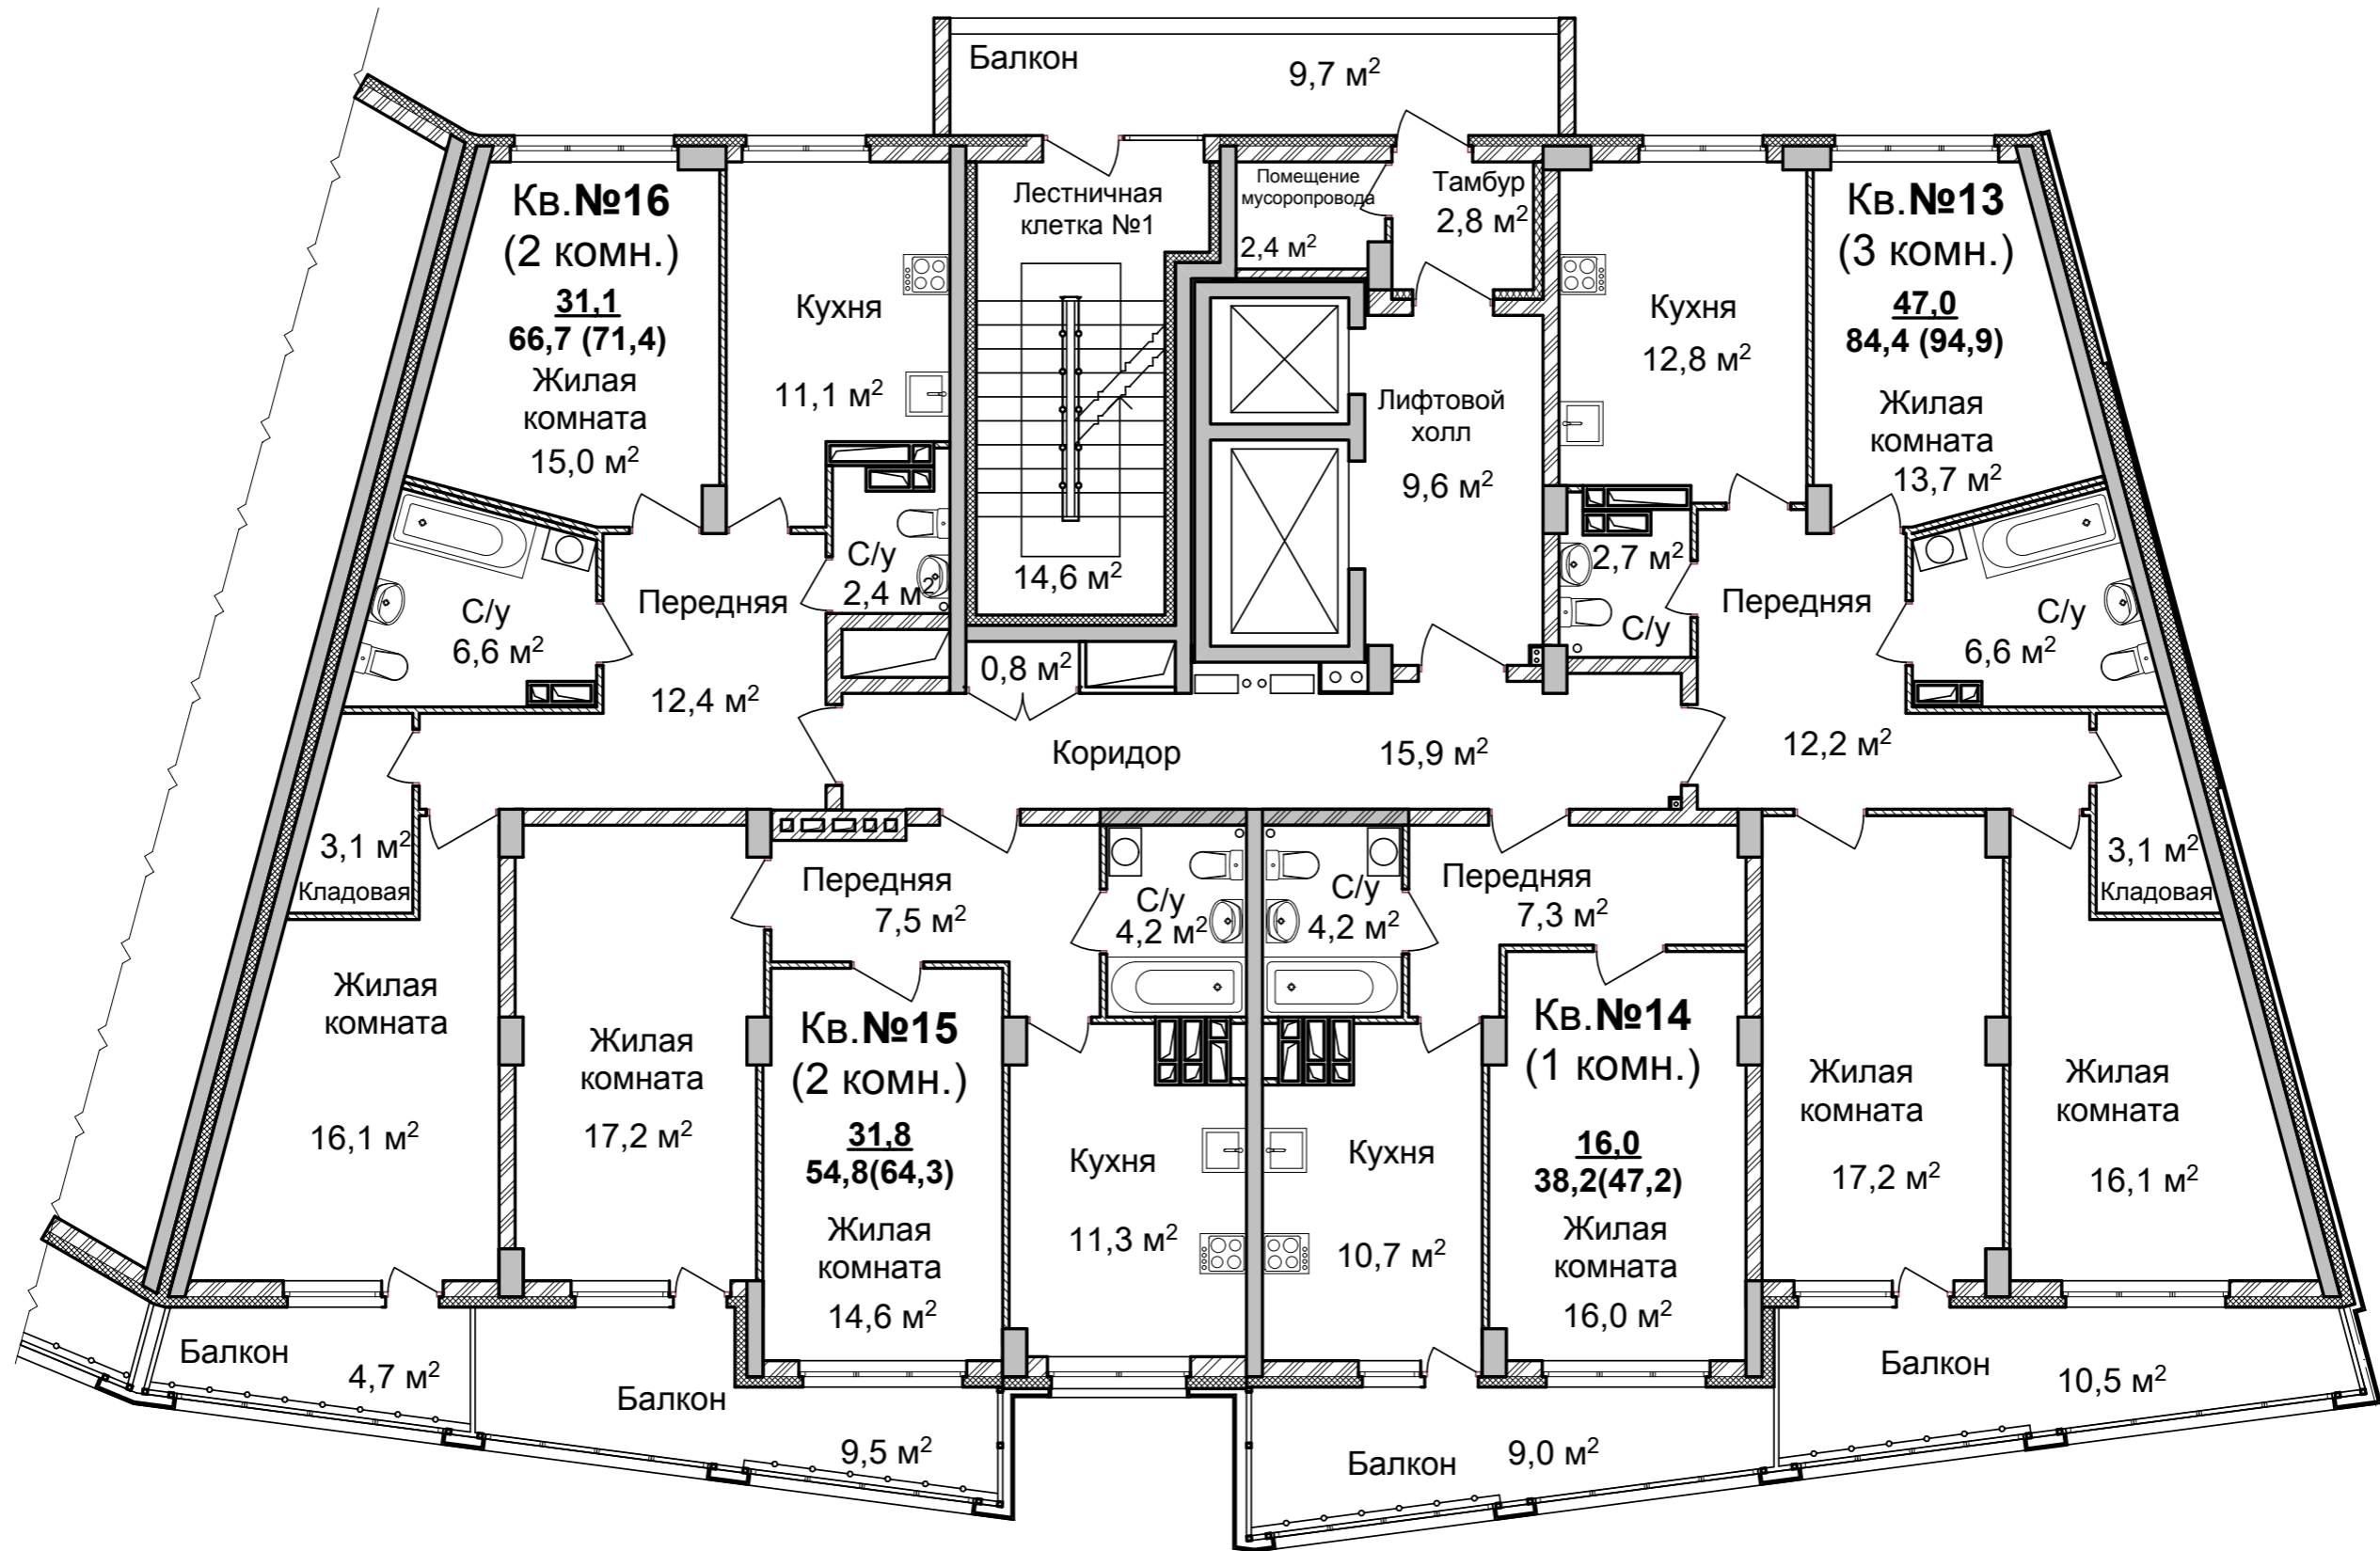 Балкон
9,7 м²
Кв.№16
(2 комн.)
31,1
66,7 (71,4)
Жилая
комната
15,0 м²
Кухня
11,1 м²
Лестничная
клетка №1
14,6 м²
Помещение
мусоропровода
2,4 м²
Тамбур
2,8 м²
Лифтовой
холл
9,6 м²
Кухня
12,8 м²
Кв.№13
(3 комн.)
47,0
84,4 (94,9)
Жилая
комната
13,7 м²
С/у
6,6 м²
Передняя
12,4 м²
С/у
2,4 м²
0,8 м²
2,7 м²
С/у
Передняя
12,2 м²
С/у
6,6 м²
Коридор
15,9 м²
3,1 м²
Кладовая
Передняя
7,5 м²
С/у
4,2 м²
С/у
4,2 м²
Передняя
7,3 м²
3,1 м²
Кладовая
Жилая
комната
16,1 м²
Жилая
комната
17,2 м²
Кв.№15
(2 комн.)
31,8
54,8(64,3)
Жилая
комната
14,6 м²
Кухня
11,3 м²
Кухня
10,7 м²
Кв.№14
(1 комн.)
16,0
38,2(47,2)
Жилая
комната
16,0 м²
Жилая
комната
17,2 м²
Жилая
комната
16,1 м²
Балкон
4,7 м²
Балкон
9,5 м²
Балкон
9,0 м²
Балкон
10,5 м²